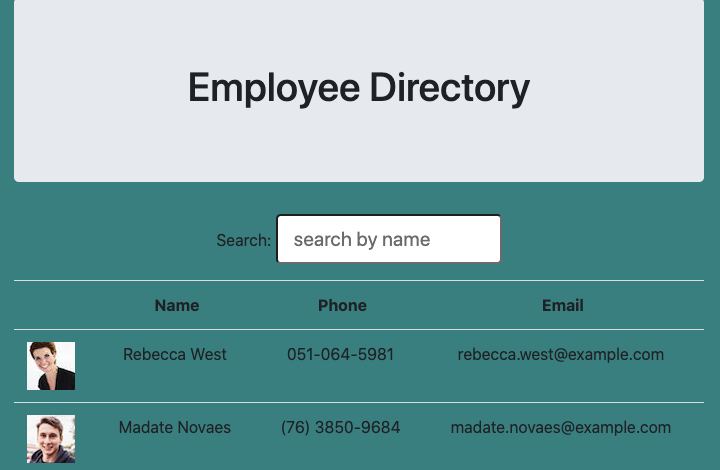 Employee Directory
Search: search by name
Name Phone Email
Rebecca West 051-064-5981 rebecca.west@example.com
Madate Novaes (76) 3850-9684 madate.novaes@example.com